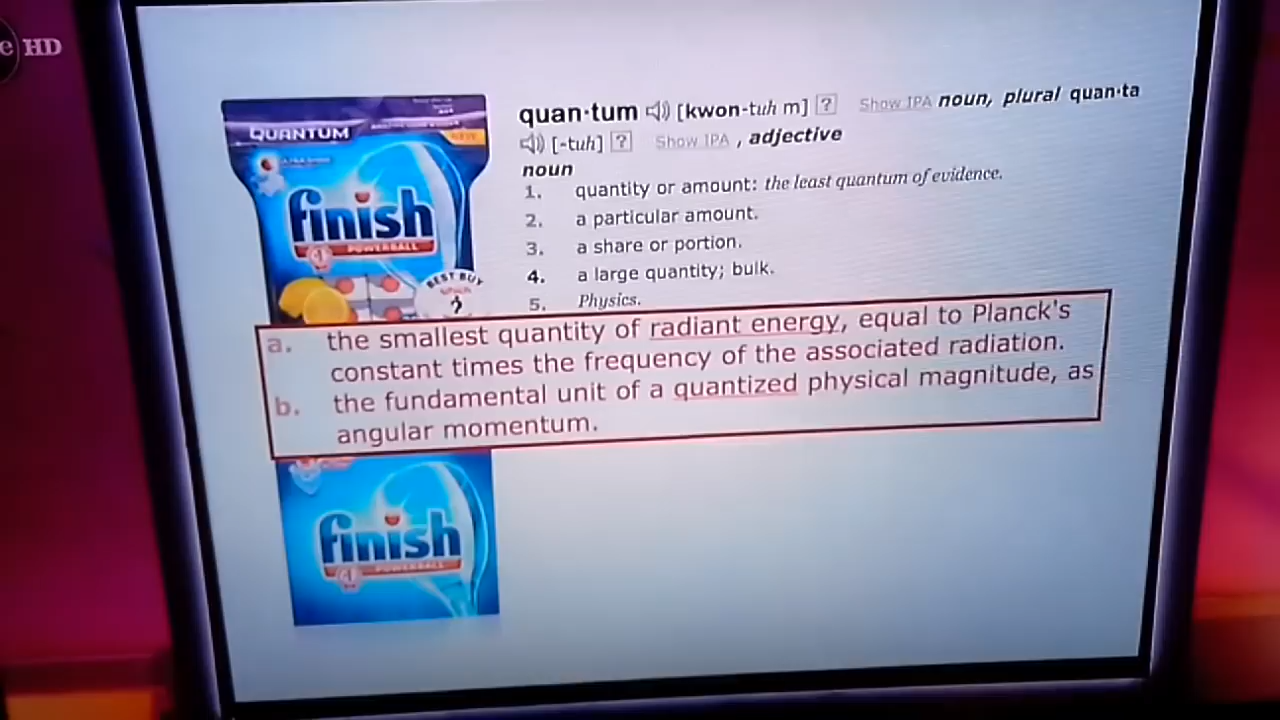 e HD
QUANTUM
finish
POWERBALL
BEST BUY
quan·tum [kwon-tuh m] ? Show IPA noun, plural quan·ta
[-tuh] ? Show IPA , adjective
noun
1. quantity or amount: the least quantum of evidence.
2. a particular amount.
3. a share or portion.
4. a large quantity; bulk.
5. Physics.
a. the smallest quantity of radiant energy, equal to Planck's
constant times the frequency of the associated radiation.
b. the fundamental unit of a quantized physical magnitude, as
angular momentum.
finish
POWERBALL